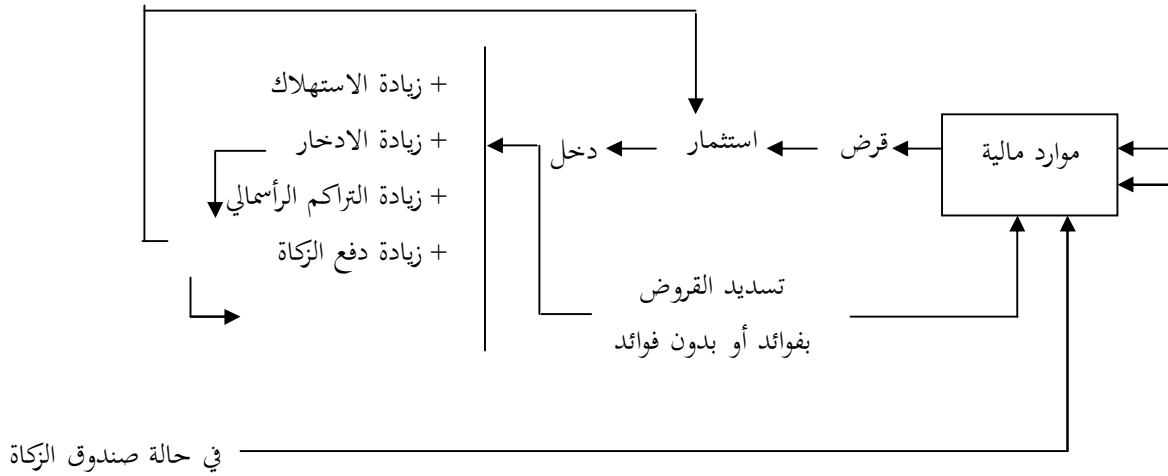 + زيادة الاستهلاك
موارد مالية
قرض
استثمار
دخل
+ زيادة الادخار
+ زيادة التراكم الرأسمالي
+ زيادة دفع الزكاة
تسديد القروض
بفوائد أو بدون فوائد
في حالة صندوق الزكاة